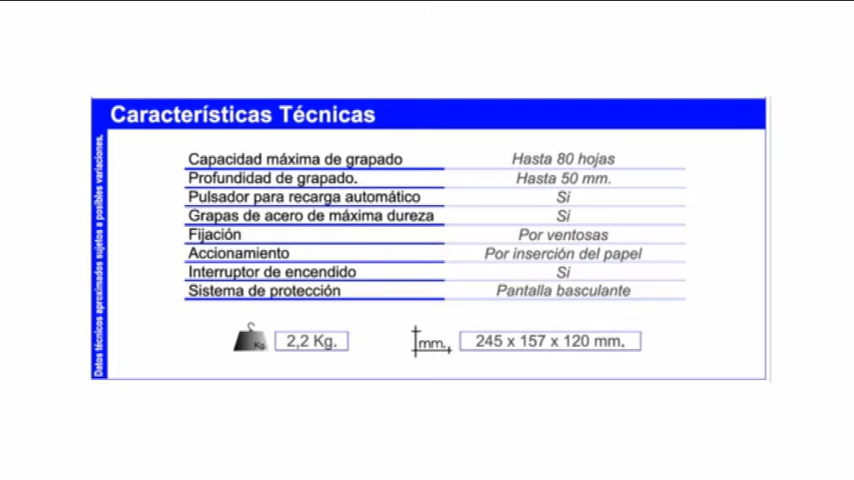 Características Técnicas
Datos técnicos aproximados sujetos a posibles variaciones.
Capacidad máxima de grapado Hasta 80 hojas
Profundidad de grapado. Hasta 50 mm.
Pulsador para recarga automático Si
Grapas de acero de máxima dureza Si
Fijación Por ventosas
Accionamiento Por inserción del papel
Interruptor de encendido Si
Sistema de protección Pantalla basculante
Kg. 2,2 Kg. mm. 245 x 157 x 120 mm.